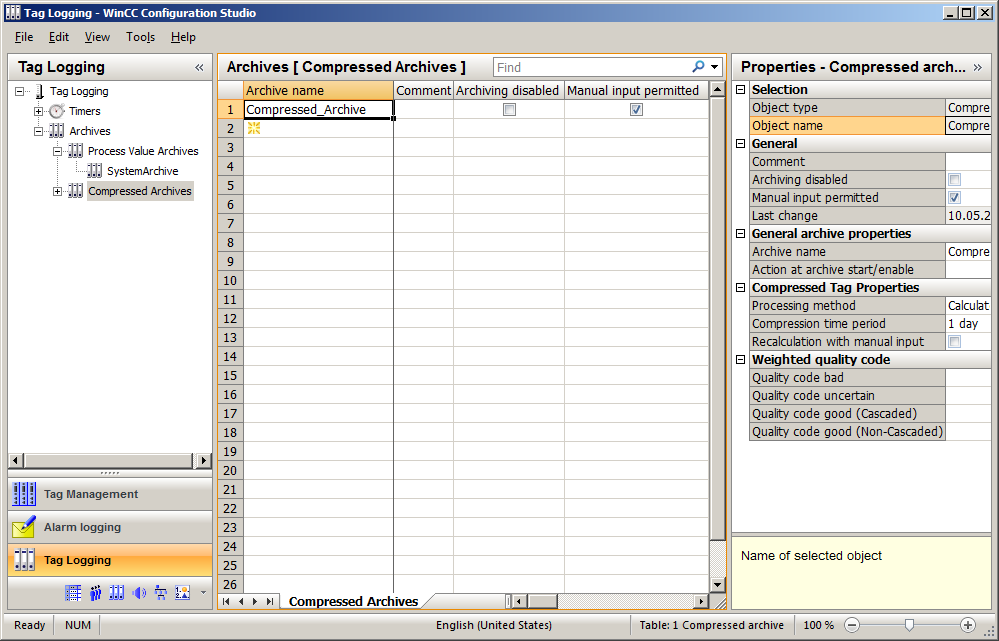 Tag Logging - WinCC Configuration Studio
File Edit View Tools Help
Tag Logging «
Tag Logging
Timers
Archives
Process Value Archives
SystemArchive
Compressed Archives
Tag Management
Alarm logging
Tag Logging
Archives [ Compressed Archives ] Find
Archive name Comment Archiving disabled Manual input permitted
1 Compressed_Archive
2
3
4
5
6
7
8
9
10
11
12
13
14
15
16
17
18
19
20
21
22
23
24
25
26
Compressed Archives
Properties - Compressed arch... »
Selection
Object type Compre
Object name Compre
General
Comment
Archiving disabled
Manual input permitted
Last change 10.05.2
General archive properties
Archive name Compre
Action at archive start/enable
Compressed Tag Properties
Processing method Calculat
Compression time period 1 day
Recalculation with manual input
Weighted quality code
Quality code bad
Quality code uncertain
Quality code good (Cascaded)
Quality code good (Non-Cascaded)
Name of selected object
Ready NUM English (United States) Table: 1 Compressed archive 100 %